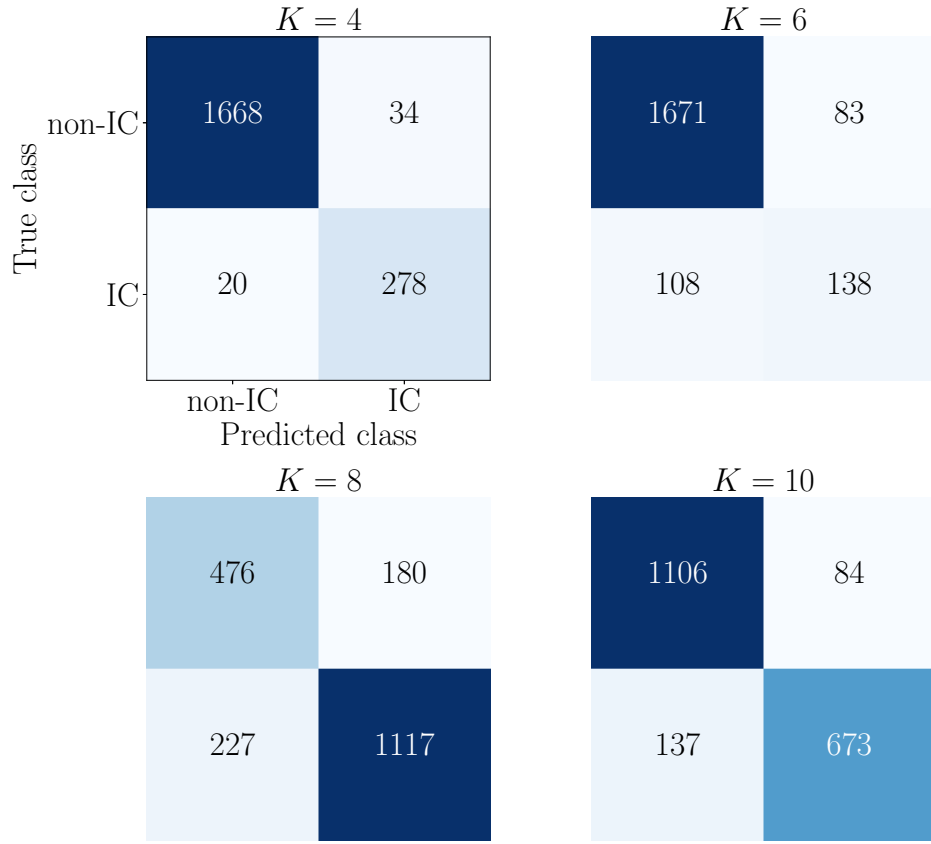 K = 4
non-IC
IC
True class
1668 34
20 278
non-IC IC
Predicted class
K = 6
1671 83
108 138
K = 8
476 180
227 1117
K = 10
1106 84
137 673